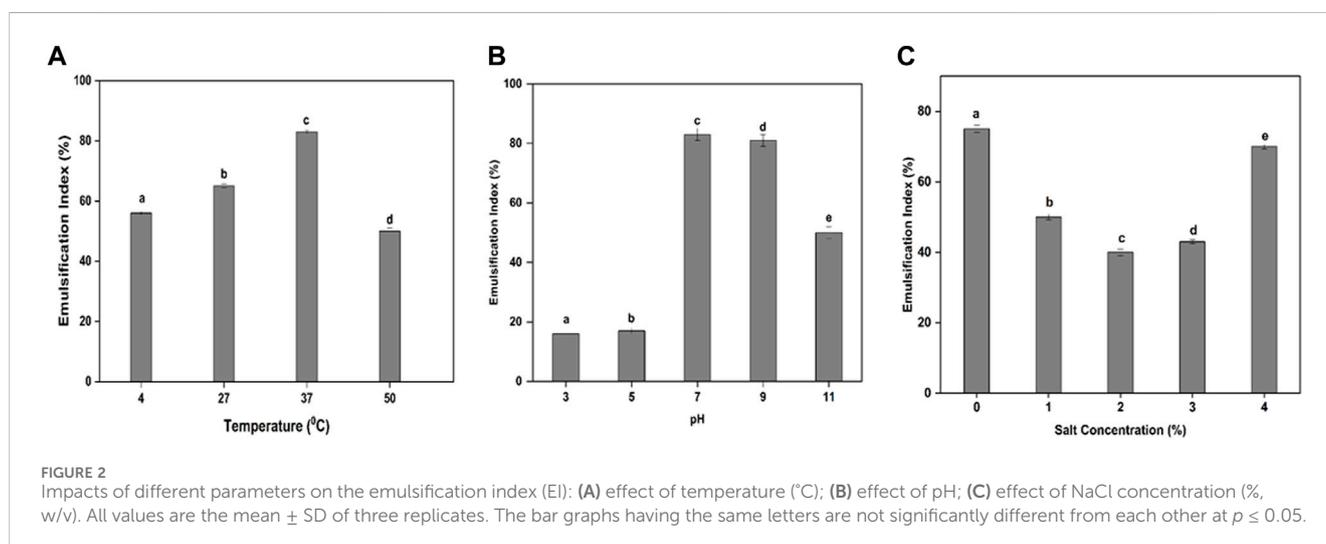 A
B
C
100
80
60
40
20
0
Emulsification Index (%)
a
b
c
d
4
27
37
50
Temperature (⁰C)
100
80
60
40
20
0
Emulsification Index (%)
a
b
c
d
e
3
5
7
9
11
pH
80
60
40
20
0
Emulsification Index (%)
a
b
c
d
e
0
1
2
3
4
Salt Concentration (%)
FIGURE 2
Impacts of different parameters on the emulsification index (EI): (A) effect of temperature (˚C); (B) effect of pH; (C) effect of NaCl concentration (%,
w/v). All values are the mean ± SD of three replicates. The bar graphs having the same letters are not significantly different from each other at p ≤ 0.05.